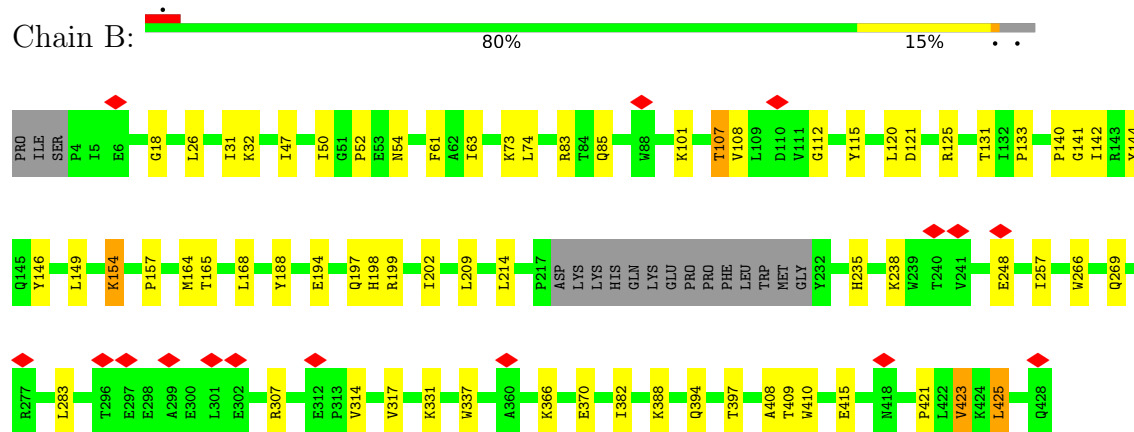 Chain B:
80% 15%
PRO ILE SER P4 I5 E6 G18 L26 I31 K32 I47 I50 G51 P52 E53 N54 F61 A62 I63 K73 L74 R83 T84 Q85 W88 K101 T107 V108 L109 D110 V111 G112 Y115 L120 D121 R125 T131 I132 P133 P140 G141 I142 R143 Y144
Q145 Y146 L149 K154 P157 M164 T165 L168 Y188 E194 Q197 H198 R199 I202 L209 L214 P217 ASP LYS LYS HIS GLN LYS GLU PRO PRO PHE LEU TRP MET GLY Y232 H235 K238 W239 T240 V241 E248 I257 W266 Q269
R277 L283 T296 E297 E298 A299 E300 L301 E302 R307 E312 P313 V314 V317 K331 W337 A360 K366 E370 I382 K388 Q394 T397 A408 T409 W410 E415 N418 P421 L422 V423 K424 L425 Q428